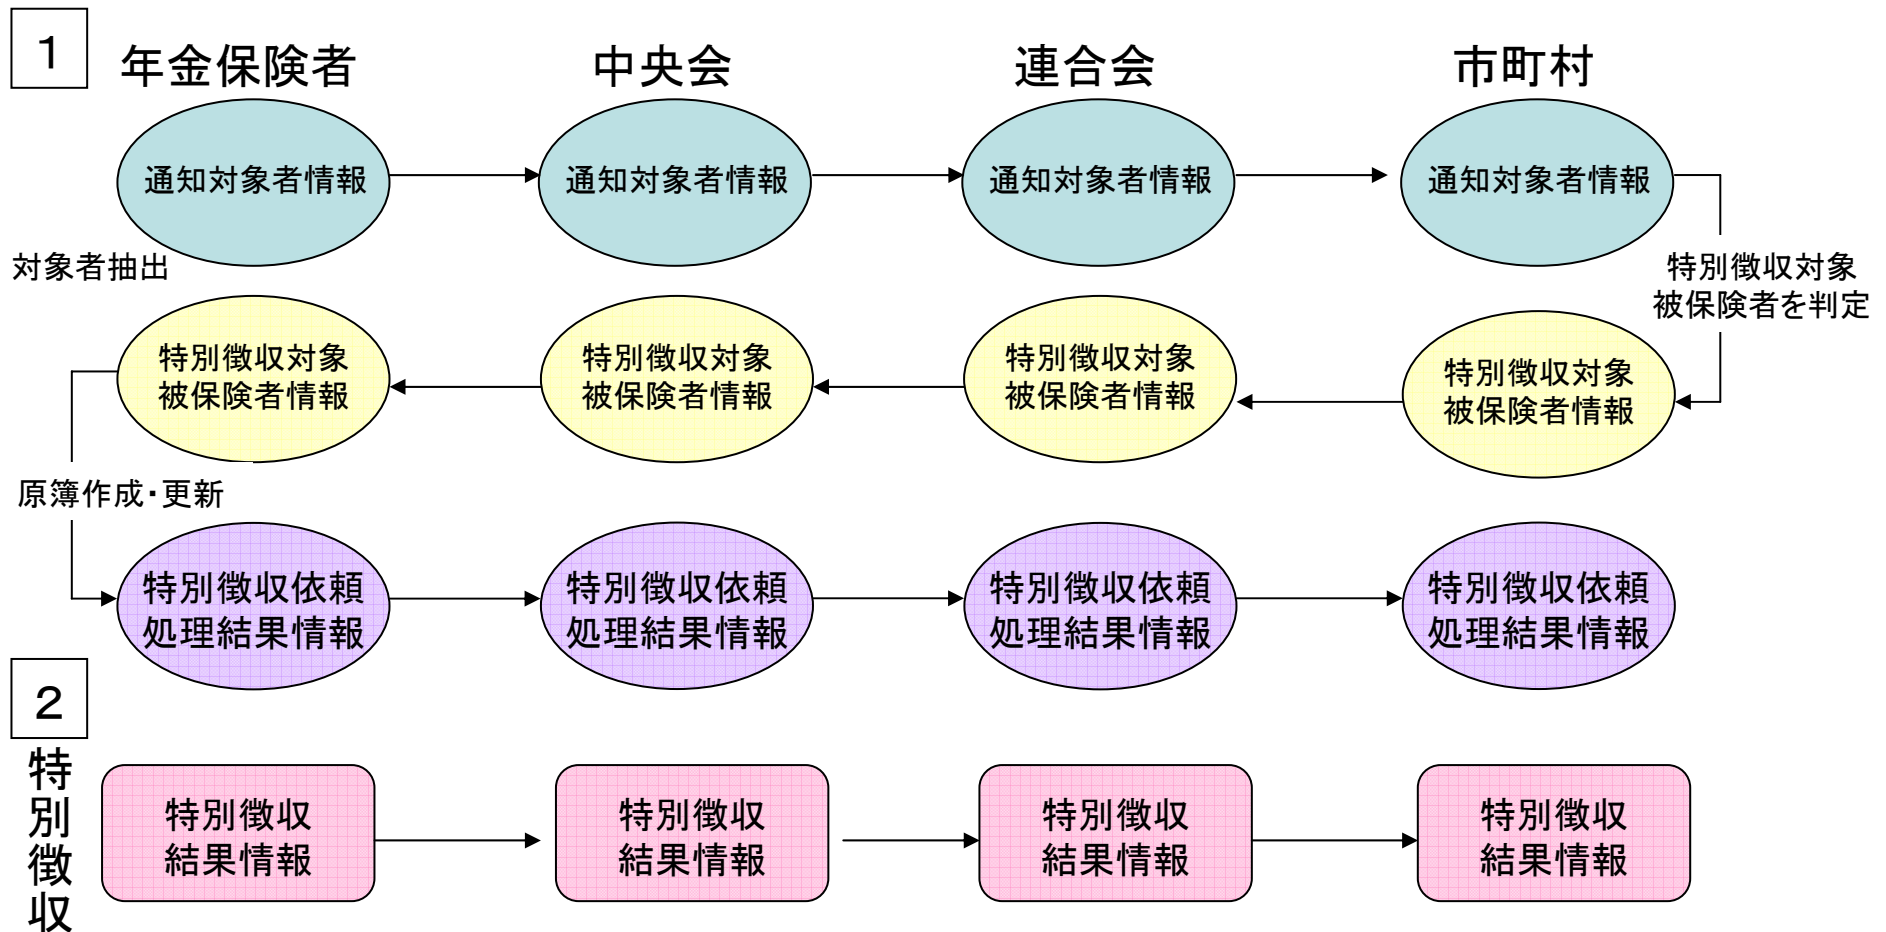 1
年金保険者
中央会
連合会
市町村
通知対象者情報
通知対象者情報
通知対象者情報
通知対象者情報
対象者抽出
特別徴収対象
被保険者を判定
特別徴収対象
被保険者情報
特別徴収対象
被保険者情報
特別徴収対象
被保険者情報
特別徴収対象
被保険者情報
原簿作成・更新
特別徴収依頼
処理結果情報
特別徴収依頼
処理結果情報
特別徴収依頼
処理結果情報
特別徴収依頼
処理結果情報
2
特別徴収
特別徴収
結果情報
特別徴収
結果情報
特別徴収
結果情報
特別徴収
結果情報